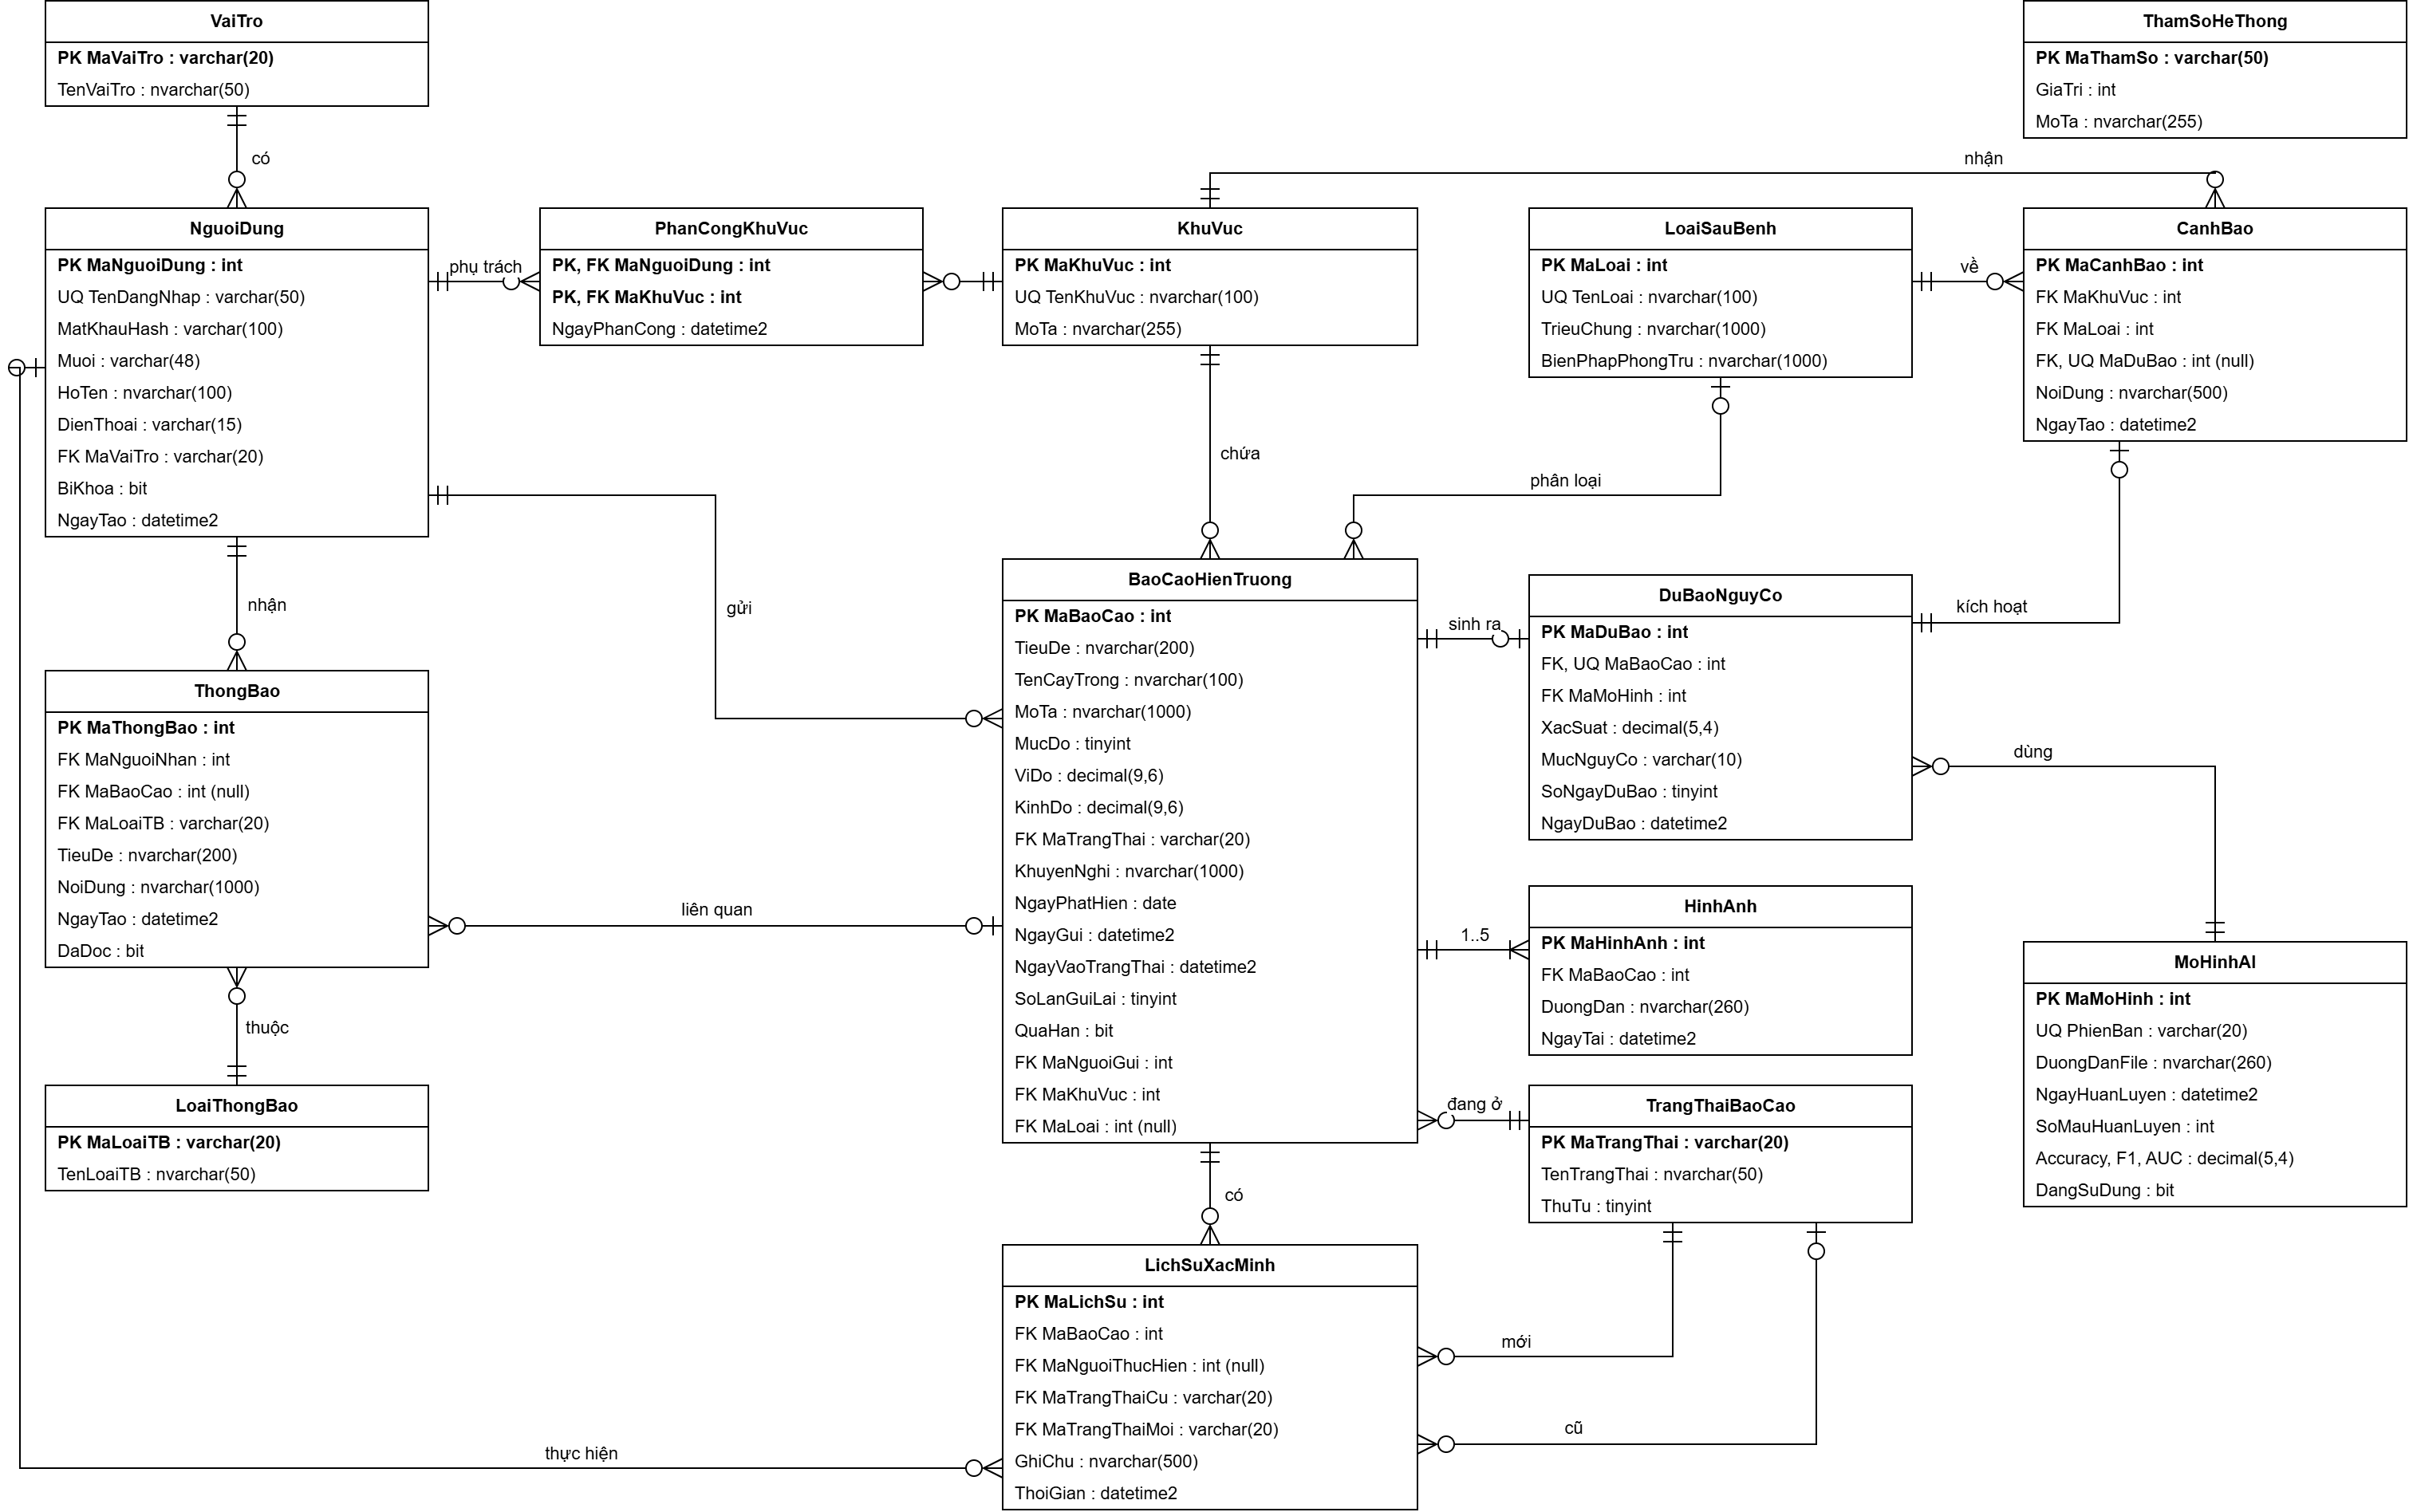 VaiTro
PK MaVaiTro : varchar(20)
TenVaiTro : nvarchar(50)
có
ThamSoHeThong
PK MaThamSo : varchar(50)
GiaTri : int
MoTa : nvarchar(255)
nhận
NguoiDung
PK MaNguoiDung : int
UQ TenDangNhap : varchar(50)
MatKhauHash : varchar(100)
Muoi : varchar(48)
HoTen : nvarchar(100)
DienThoai : varchar(15)
FK MaVaiTro : varchar(20)
BiKhoa : bit
NgayTao : datetime2
phụ trách
PhanCongKhuVuc
PK, FK MaNguoiDung : int
PK, FK MaKhuVuc : int
NgayPhanCong : datetime2
KhuVuc
PK MaKhuVuc : int
UQ TenKhuVuc : nvarchar(100)
MoTa : nvarchar(255)
LoaiSauBenh
PK MaLoai : int
UQ TenLoai : nvarchar(100)
TrieuChung : nvarchar(1000)
BienPhapPhongTru : nvarchar(1000)
về
CanhBao
PK MaCanhBao : int
FK MaKhuVuc : int
FK MaLoai : int
FK, UQ MaDuBao : int (null)
NoiDung : nvarchar(500)
NgayTao : datetime2
chứa
phân loại
nhận
gửi
kích hoạt
ThongBao
PK MaThongBao : int
FK MaNguoiNhan : int
FK MaBaoCao : int (null)
FK MaLoaiTB : varchar(20)
TieuDe : nvarchar(200)
NoiDung : nvarchar(1000)
NgayTao : datetime2
DaDoc : bit
liên quan
thuộc
LoaiThongBao
PK MaLoaiTB : varchar(20)
TenLoaiTB : nvarchar(50)
BaoCaoHienTruong
PK MaBaoCao : int
TieuDe : nvarchar(200)
TenCayTrong : nvarchar(100)
MoTa : nvarchar(1000)
MucDo : tinyint
ViDo : decimal(9,6)
KinhDo : decimal(9,6)
FK MaTrangThai : varchar(20)
KhuyenNghi : nvarchar(1000)
NgayPhatHien : date
NgayGui : datetime2
NgayVaoTrangThai : datetime2
SoLanGuiLai : tinyint
QuaHan : bit
FK MaNguoiGui : int
FK MaKhuVuc : int
FK MaLoai : int (null)
sinh ra
DuBaoNguyCo
PK MaDuBao : int
FK, UQ MaBaoCao : int
FK MaMoHinh : int
XacSuat : decimal(5,4)
MucNguyCo : varchar(10)
SoNgayDuBao : tinyint
NgayDuBao : datetime2
dùng
1..5
HinhAnh
PK MaHinhAnh : int
FK MaBaoCao : int
DuongDan : nvarchar(260)
NgayTai : datetime2
MoHinhAI
PK MaMoHinh : int
UQ PhienBan : varchar(20)
DuongDanFile : nvarchar(260)
NgayHuanLuyen : datetime2
SoMauHuanLuyen : int
Accuracy, F1, AUC : decimal(5,4)
DangSuDung : bit
đang ở
TrangThaiBaoCao
PK MaTrangThai : varchar(20)
TenTrangThai : nvarchar(50)
ThuTu : tinyint
có
LichSuXacMinh
PK MaLichSu : int
FK MaBaoCao : int
FK MaNguoiThucHien : int (null)
FK MaTrangThaiCu : varchar(20)
FK MaTrangThaiMoi : varchar(20)
GhiChu : nvarchar(500)
ThoiGian : datetime2
mới
cũ
thực hiện